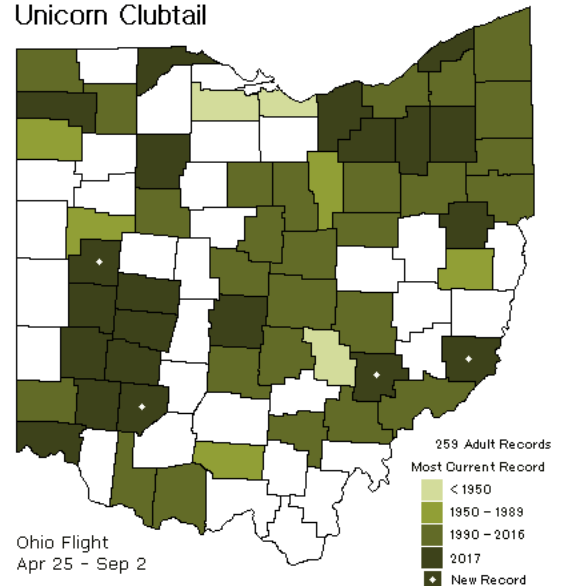 Unicorn Clubtail
259 Adult Records
Most Current Record
< 1950
1950 - 1989
1990 - 2016
2017
New Record
Ohio Flight
Apr 25 - Sep 2